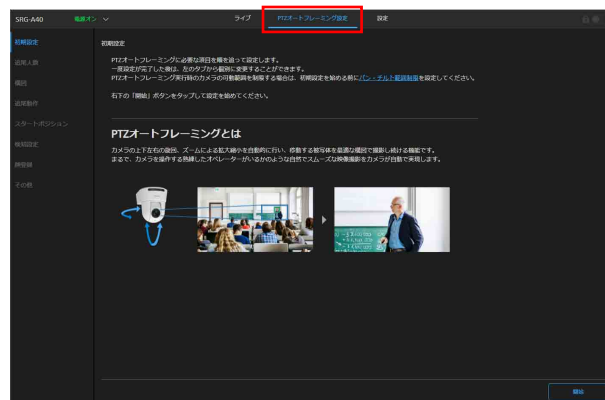 SRG-A40
電源オン
ライブ
PTZオートフレーミング設定
設定
初期設定
追尾人数
構図
追尾動作
スタートポジション
検知設定
その他
初期設定
PTZオートフレーミングに必要な項目を順を追って設定します。
一度設定が完了した後は、左のタブから個別に変更することができます。
PTZオートフレーミング実行時のカメラの可動範囲を制限する場合は、初期設定を始める前にパン・チルト範囲制限を設定してください。
右下の「開始」ボタンをタップして設定を始めてください。
PTZオートフレーミングとは
カメラの上下左右の旋回、ズームによる拡大縮小を自動的に行い、移動する被写体を最適な構図で撮影し続ける機能です。
まるで、カメラを操作する熟練したオペレーターがいるかのような自然でスムーズな映像撮影をカメラが自動で実現します。
開始